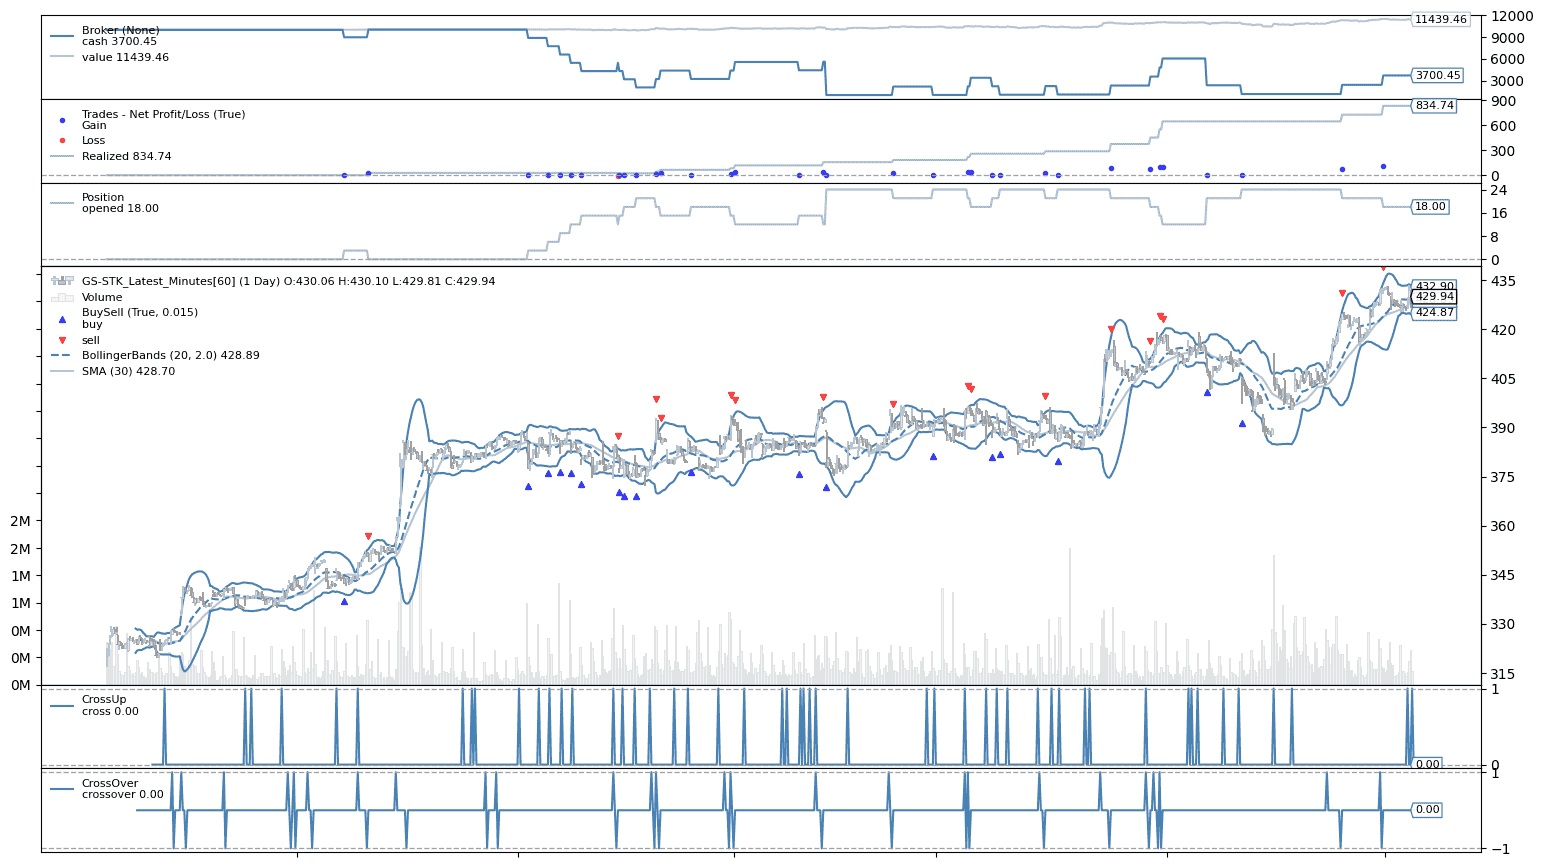 Broker (None)
cash 3700.45
value 11439.46
11439.46
3700.45
12000
9000
6000
3000
Trades - Net Profit/Loss (True)
Gain
Loss
Realized 834.74
834.74
900
600
300
0
Position
opened 18.00
18.00
24
16
8
0
GS-STK_Latest_Minutes[60] (1 Day) O:430.06 H:430.10 L:429.81 C:429.94
Volume
BuySell (True, 0.015)
buy
sell
BollingerBands (20, 2.0) 428.89
SMA (30) 428.70
432.90
429.94
424.87
435
420
405
390
375
360
345
330
315
2M
2M
1M
1M
0M
0M
0M
CrossUp
cross 0.00
0.00
1
0
CrossOver
crossover 0.00
0.00
1
−1